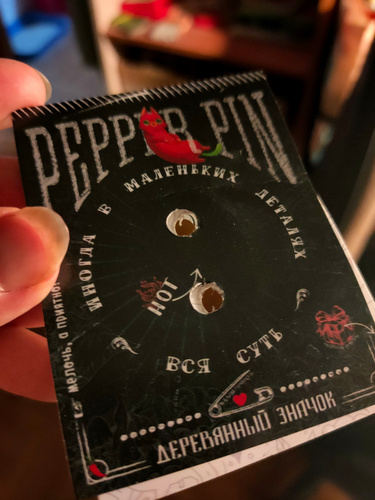 PEPPER PIN
ИНОГДА В МАЛЕНЬКИХ ДЕТАЛЯХ
HOT
ВСЯ СУТЬ
мелочь, а приятно!
ДЕРЕВЯННЫЙ ЗНАЧОК